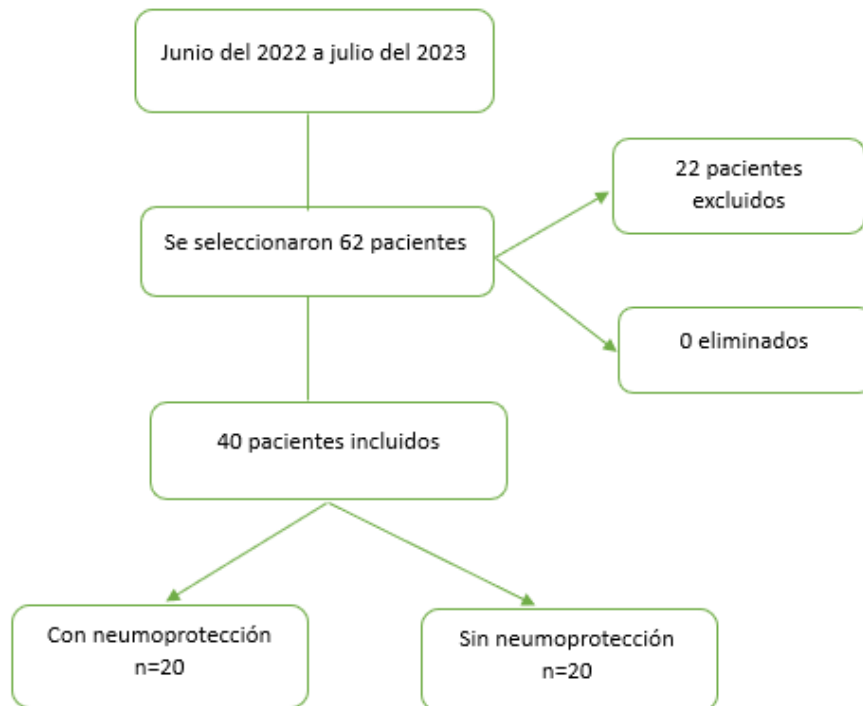 Junio del 2022 a julio del 2023
22 pacientes
excluidos
Se seleccionaron 62 pacientes
0 eliminados
40 pacientes incluidos
Con neumoprotección
n=20
Sin neumoprotección
n=20